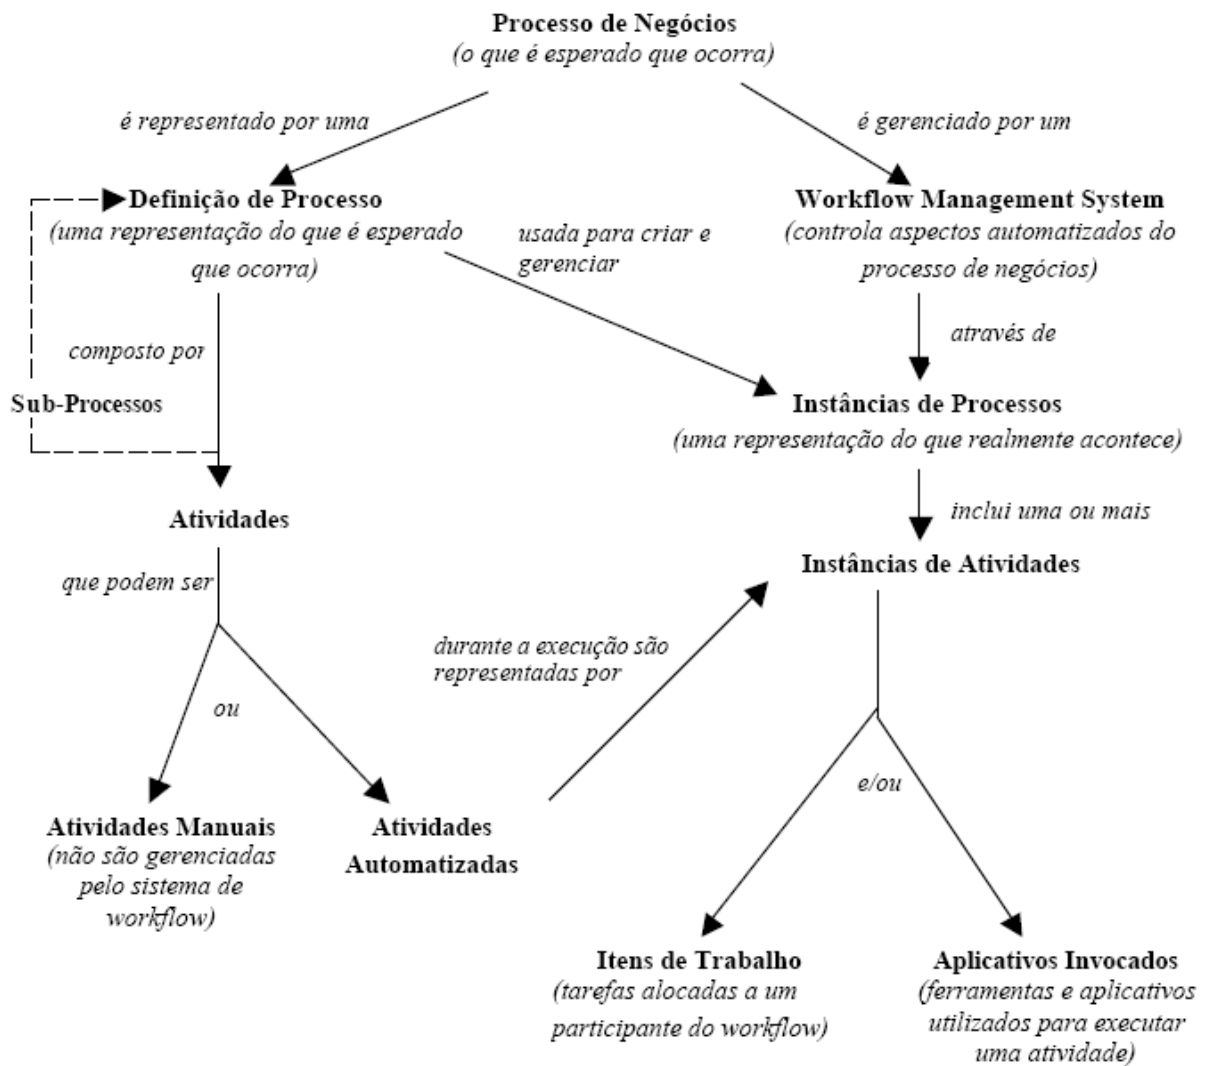 Processo de Negócios
(o que é esperado que ocorra)
é representado por uma
é gerenciado por um
Definição de Processo
(uma representação do que é esperado
que ocorra)
usada para criar e
gerenciar
Workflow Management System
(controla aspectos automatizados do
processo de negócios)
composto por
através de
Sub-Processos
Instâncias de Processos
(uma representação do que realmente acontece)
Atividades
inclui uma ou mais
Instâncias de Atividades
que podem ser
durante a execução são
representadas por
ou
e/ou
Atividades Manuais
(não são gerenciadas
pelo sistema de
workflow)
Atividades
Automatizadas
Itens de Trabalho
(tarefas alocadas a um
participante do workflow)
Aplicativos Invocados
(ferramentas e aplicativos
utilizados para executar
uma atividade)